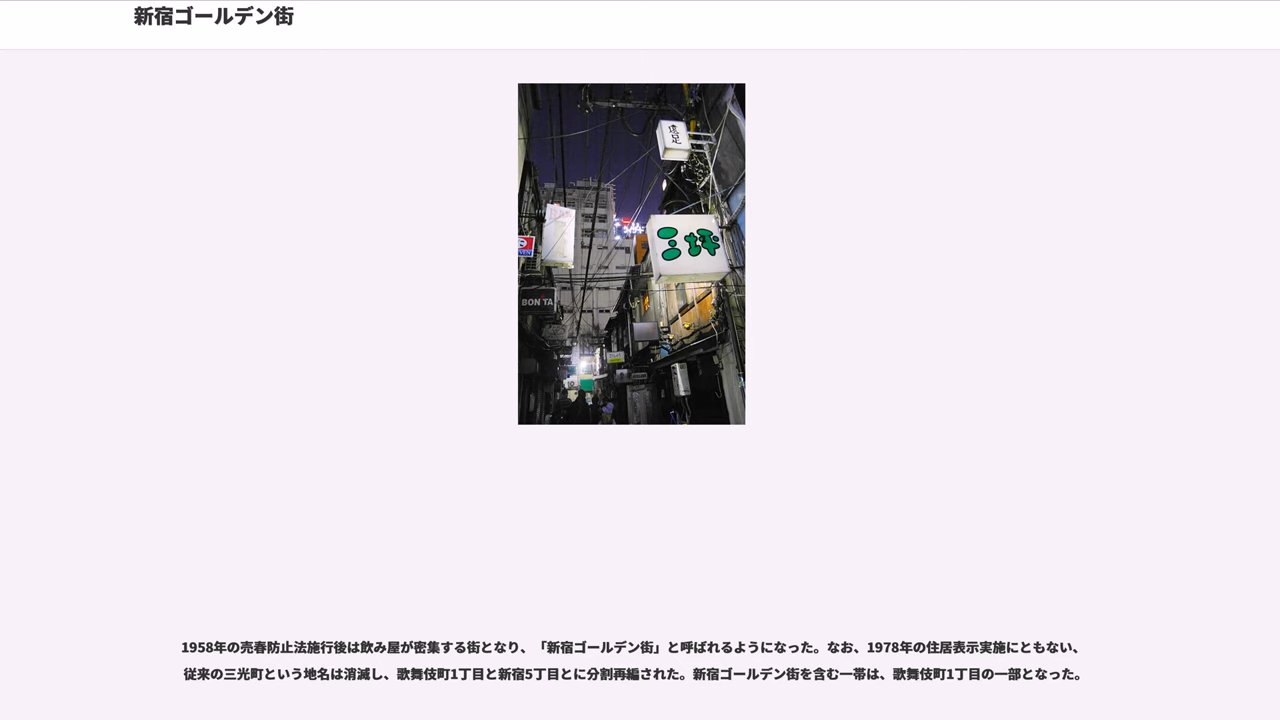 新宿ゴールデン街
三坪
BONITA
1958年の売春防止法施行後は飲み屋が密集する街となり、「新宿ゴールデン街」と呼ばれるようになった。なお、1978年の住居表示実施にともない、
従来の三光町という地名は消滅し、歌舞伎町1丁目と新宿5丁目とに分割再編された。新宿ゴールデン街を含む一帯は、歌舞伎町1丁目の一部となった。